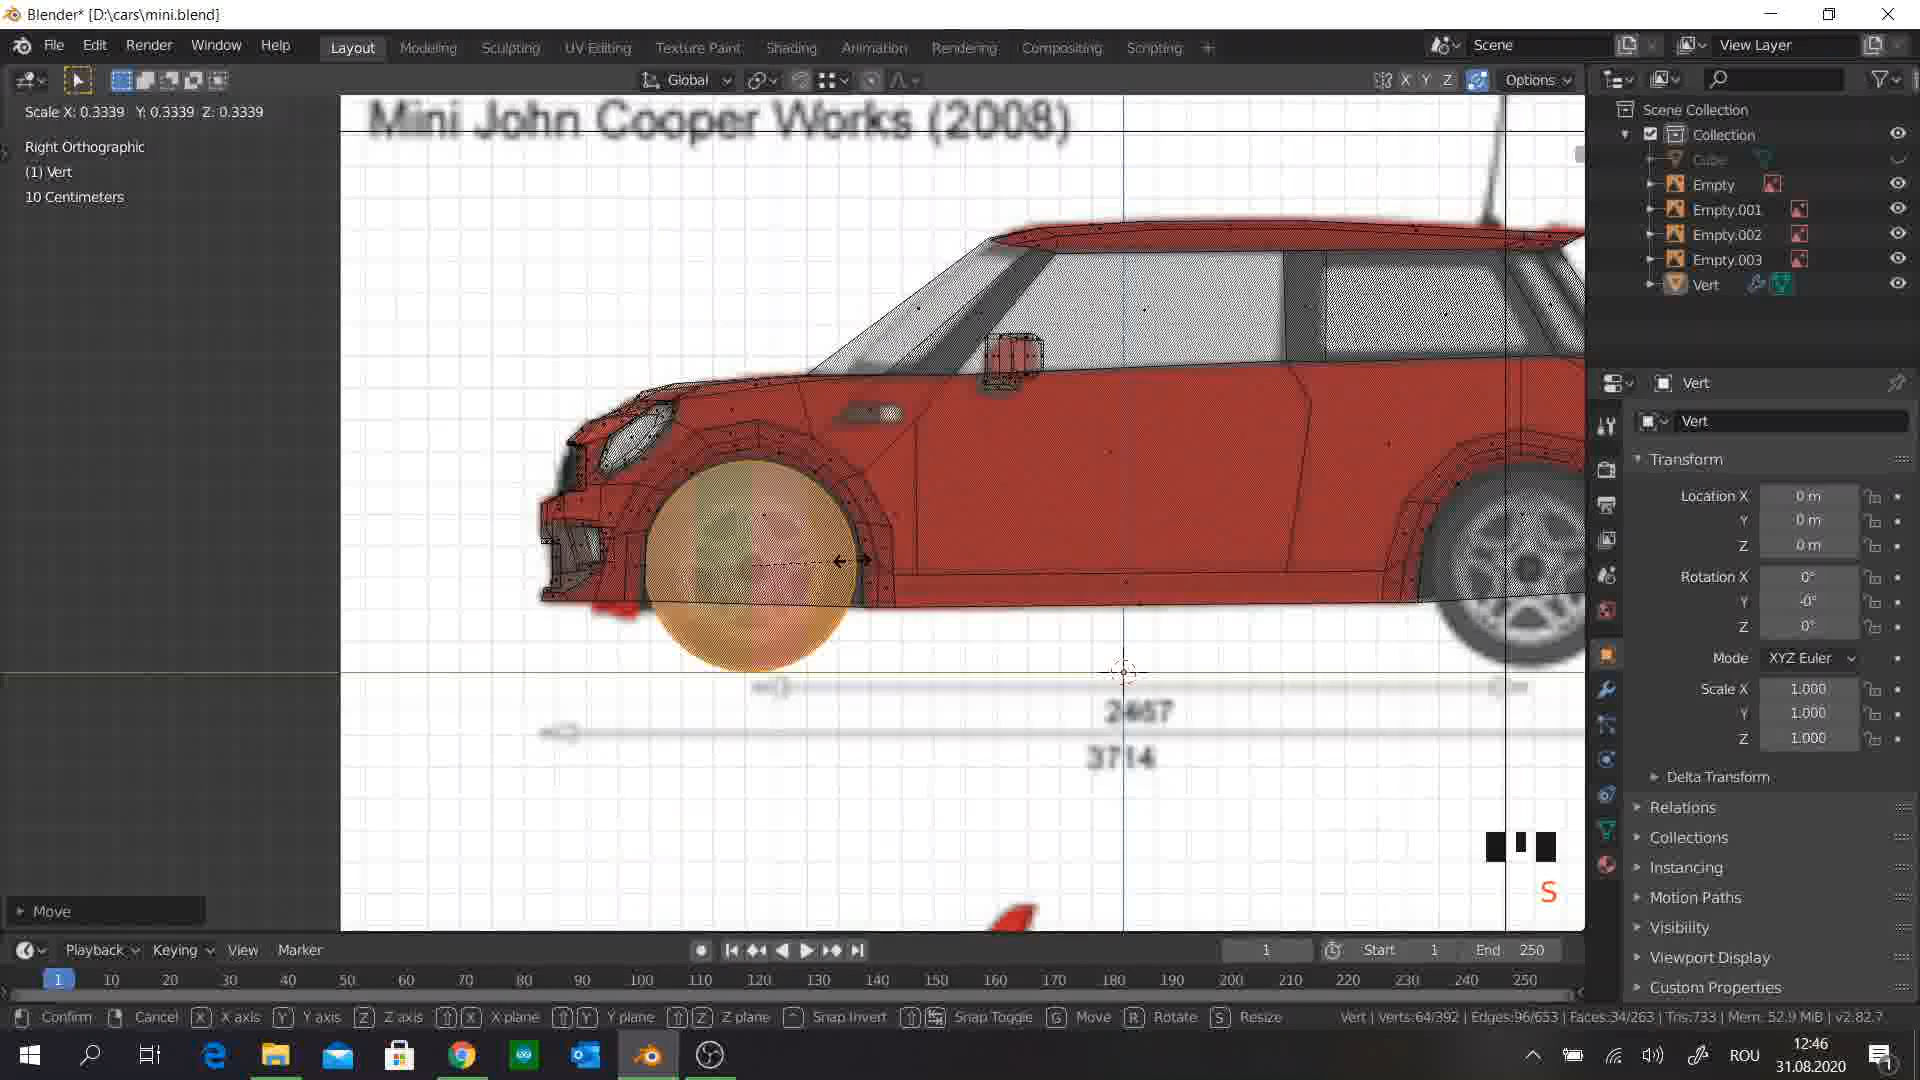 Blender* [D:\cars\mini.blend]
File Edit Render Window Help Layout Modeling Sculpting UV Editing Texture Paint Shading Animation Rendering Compositing Scripting + Scene View Layer
Global X Y Z Options
Scale X: 0.3339 Y: 0.3339 Z: 0.3339
Right Orthographic
(1) Vert
10 Centimeters
Mini John Cooper Works (2008)
2467
3714
S
Move
Scene Collection
Collection
Cube
Empty
Empty.001
Empty.002
Empty.003
Vert
Vert
Vert
Transform
Location X 0 m
Y 0 m
Z 0 m
Rotation X 0°
Y -0°
Z 0°
Mode XYZ Euler
Scale X 1.000
Y 1.000
Z 1.000
Delta Transform
Relations
Collections
Instancing
Motion Paths
Visibility
Viewport Display
Custom Properties
Playback Keying View Marker 1 Start 1 End 250
1 10 20 30 40 50 60 70 80 90 100 110 120 130 140 150 160 170 180 190 200 210 220 230 240 250
Confirm Cancel X X axis Y Y axis Z Z axis X X plane Y Y plane Z Z plane Snap Invert Snap Toggle G Move R Rotate S Resize Vert | Verts:64/392 | Edges:96/653 | Faces:34/263 | Tris:733 | Mem: 52.9 MiB | v2.82.7
ROU
12:46
31.08.2020
1